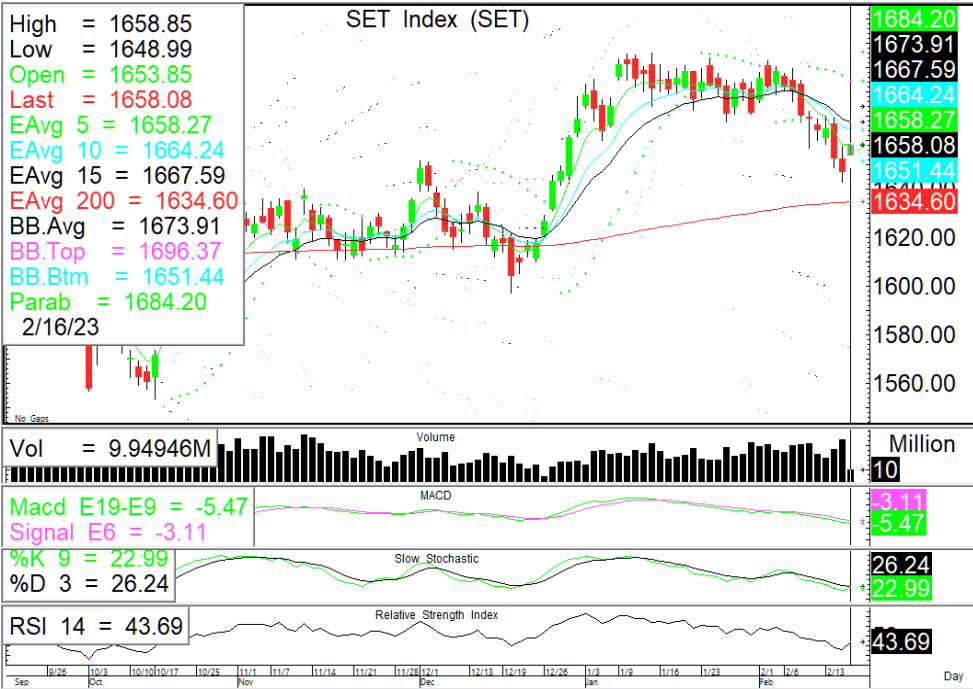 SET Index (SET)
High = 1658.85
Low = 1648.99
Open = 1653.85
Last = 1658.08
EAvg 5 = 1658.27
EAvg 10 = 1664.24
EAvg 15 = 1667.59
EAvg 200 = 1634.60
BB.Avg = 1673.91
BB.Top = 1696.37
BB.Btm = 1651.44
Parab = 1684.20
2/16/23
1684.20
1673.91
1667.59
1664.24
1658.27
1658.08
1651.44
1640.00
1634.60
1620.00
1600.00
1580.00
1560.00
No Gaps
Vol = 9.94946M
Volume
Million
10
Macd E19-E9 = -5.47
Signal E6 = -3.11
MACD
-3.11
-5.47
%K 9 = 22.99
%D 3 = 26.24
Slow Stochastic
26.24
22.99
RSI 14 = 43.69
Relative Strength Index
43.69
9/26 10/3 10/10 10/17 10/25 11/1 11/7 11/14 11/21 11/28 12/1 12/13 12/19 12/26 1/3 1/9 1/16 1/23 2/1 2/6 2/13
Sep Oct Nov Dec Jan Feb Day